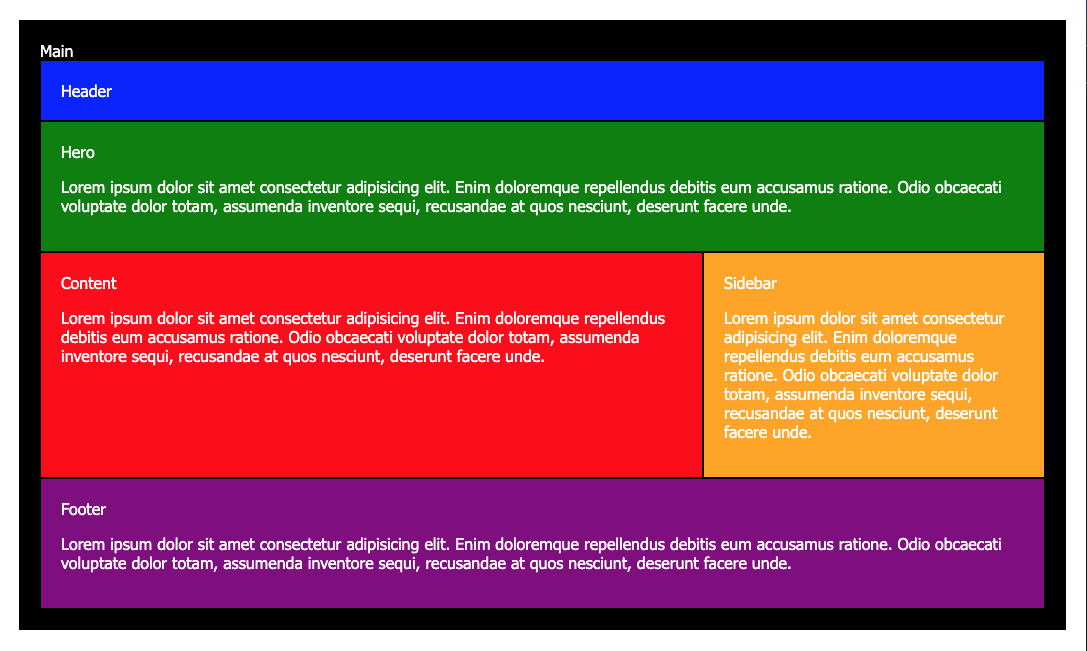 Main
Header
Hero
Lorem ipsum dolor sit amet consectetur adipisicing elit. Enim doloremque repellendus debitis eum accusamus ratione. Odio obcaecati
voluptate dolor totam, assumenda inventore sequi, recusandae at quos nesciunt, deserunt facere unde.
Content
Lorem ipsum dolor sit amet consectetur adipisicing elit. Enim doloremque repellendus
debitis eum accusamus ratione. Odio obcaecati voluptate dolor totam, assumenda
inventore sequi, recusandae at quos nesciunt, deserunt facere unde.
Sidebar
Lorem ipsum dolor sit amet consectetur
adipisicing elit. Enim doloremque
repellendus debitis eum accusamus
ratione. Odio obcaecati voluptate dolor
totam, assumenda inventore sequi,
recusandae at quos nesciunt, deserunt
facere unde.
Footer
Lorem ipsum dolor sit amet consectetur adipisicing elit. Enim doloremque repellendus debitis eum accusamus ratione. Odio obcaecati
voluptate dolor totam, assumenda inventore sequi, recusandae at quos nesciunt, deserunt facere unde.